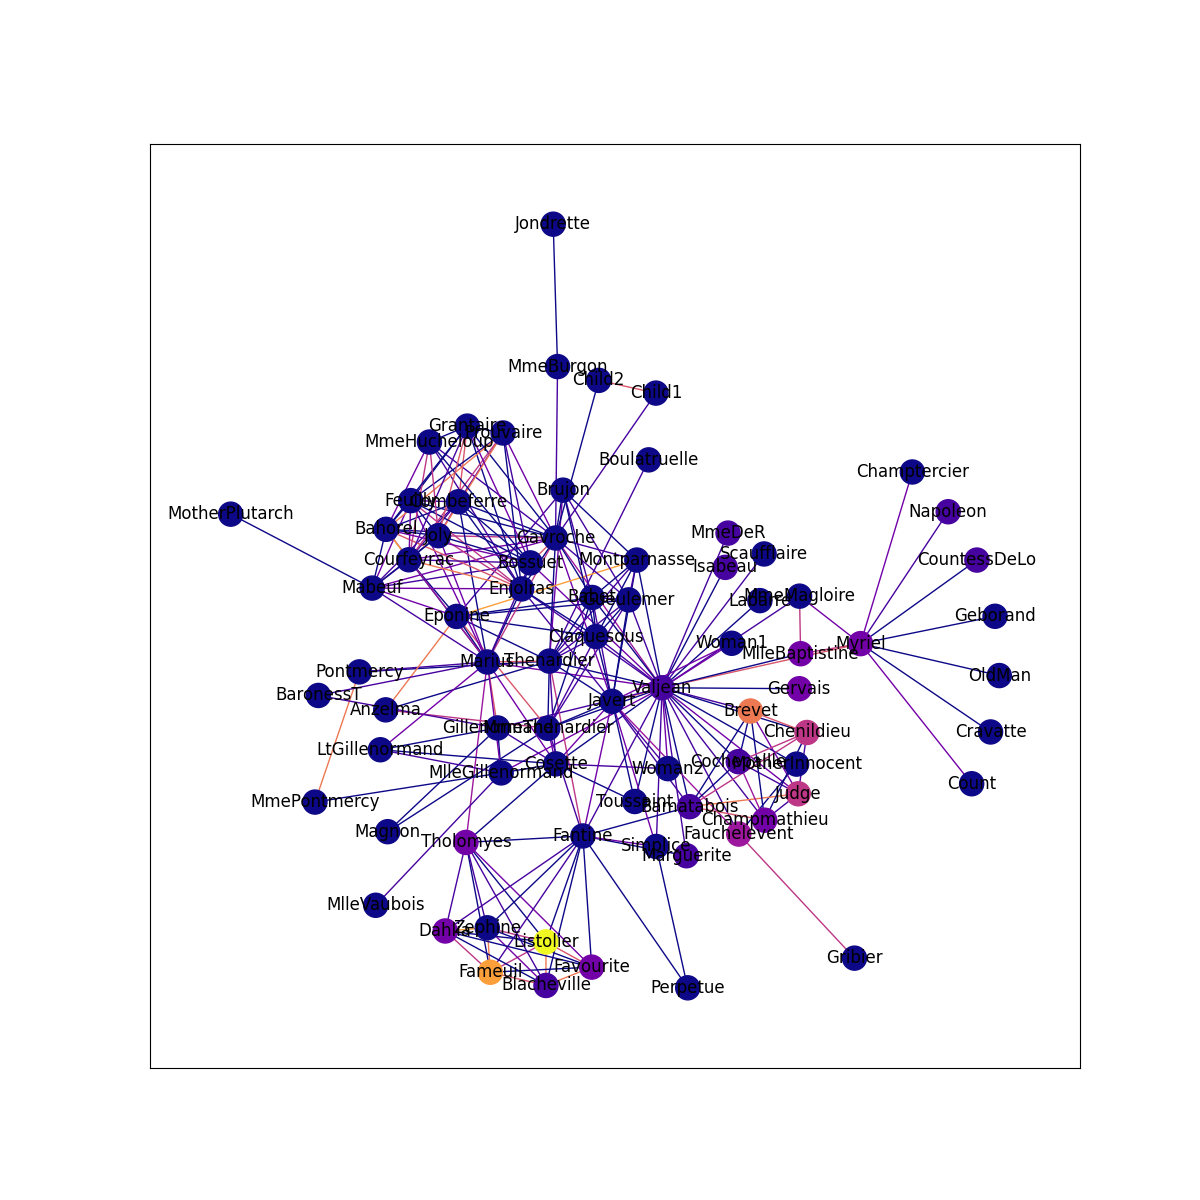 Jondrette
MmeBurgon
Child2
Child1
Grantaire
Prouvaire
MmeHucheloup
Boulatruelle
Champtercier
Brujon
Feuilly
Combeferre
Napoleon
MotherPlutarch
Bahorel
Joly
Gavroche
MmeDeR
Scaufflaire
Courfeyrac
Bossuet
Montparnasse
Isabeau
CountessDeLo
Mabeuf
Enjolras
Babet
Gueulemer
Labarre
MmeMagloire
Eponine
Geborand
Claquesous
Woman1
MlleBaptistine
Myriel
Marius
Thenardier
Pontmercy
OldMan
BaronessT
Valjean
Gervais
Anzelma
Javert
Brevet
Gillenormand
MmeThenardier
Chenildieu
Cravatte
LtGillenormand
Cosette
Cochepaille
MotherInnocent
MlleGillenormand
Woman2
Count
MmePontmercy
Toussaint
Bamatabois
Judge
Magnon
Champmathieu
Tholomyes
Fantine
Fauchelevent
Simplice
Marguerite
MlleVaubois
Dahlia
Zephine
Listolier
Gribier
Fameuil
Favourite
Blacheville
Perpetue